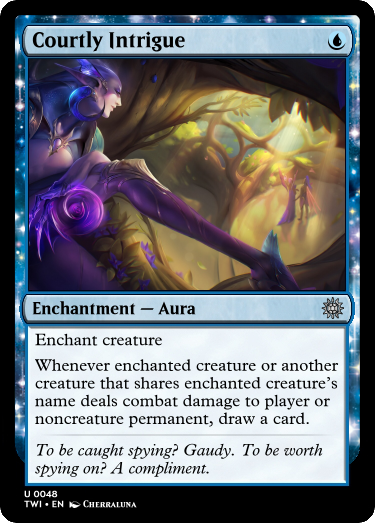 Courtly Intrigue
Enchantment — Aura
Enchant creature
Whenever enchanted creature or another
creature that shares enchanted creature's
name deals combat damage to player or
noncreature permanent, draw a card.
To be caught spying? Gaudy. To be worth
spying on? A compliment.
U 0048
TWI • EN Cherraluna